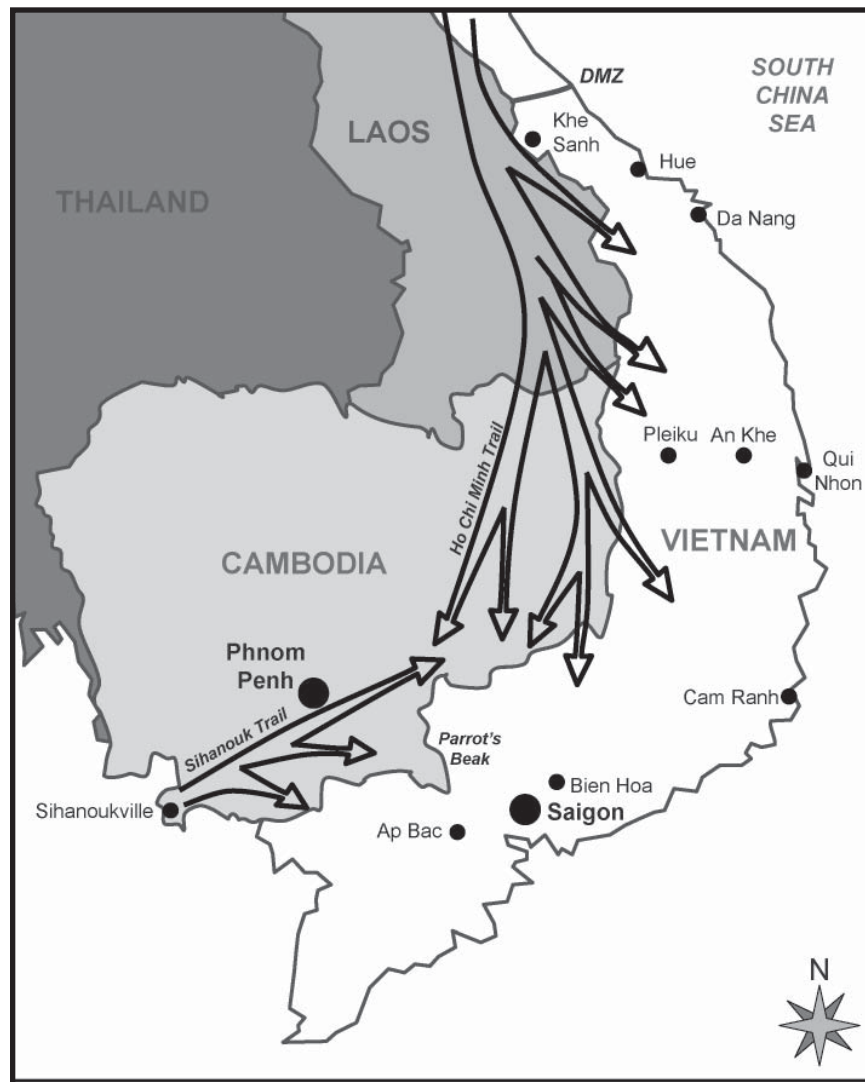 DMZ
SOUTH
CHINA
SEA
LAOS
Khe
Sanh
Hue
THAILAND
Da Nang
Ho Chi Minh Trail
Pleiku
An Khe
Qui
Nhon
VIETNAM
CAMBODIA
Phnom
Penh
Sihanouk Trail
Cam Ranh
Parrot's
Beak
Sihanoukville
Bien Hoa
Saigon
Ap Bac
N